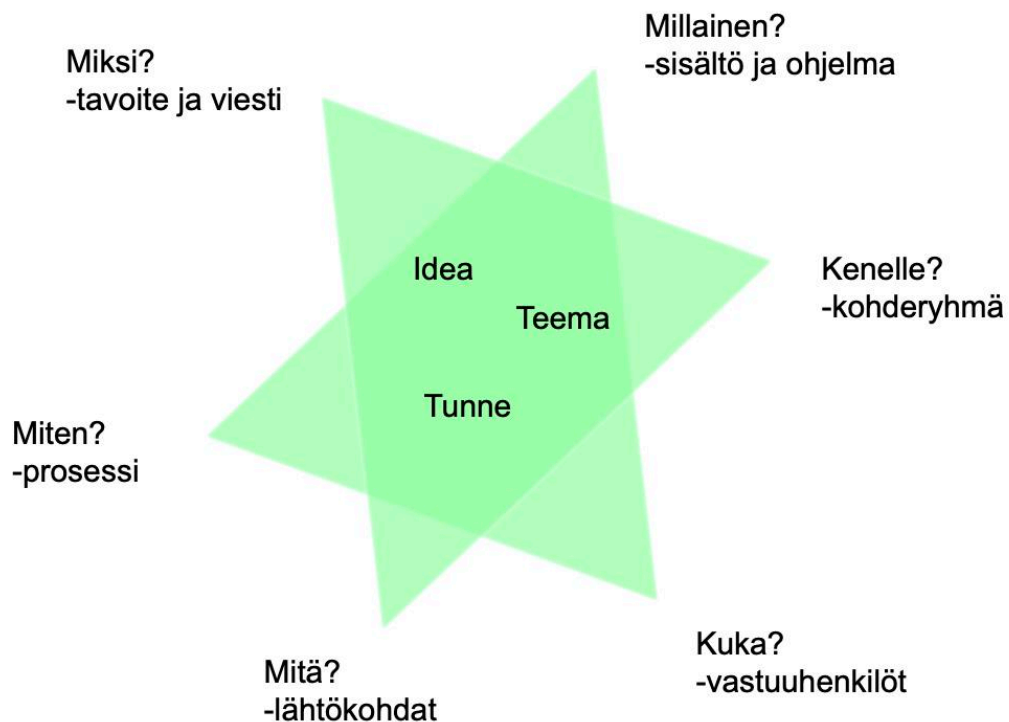 Millainen?
-sisältö ja ohjelma
Miksi?
-tavoite ja viesti
Idea
Kenelle?
-kohderyhmä
Teema
Tunne
Miten?
-prosessi
Kuka?
-vastuuhenkilöt
Mitä?
-lähtökohdat